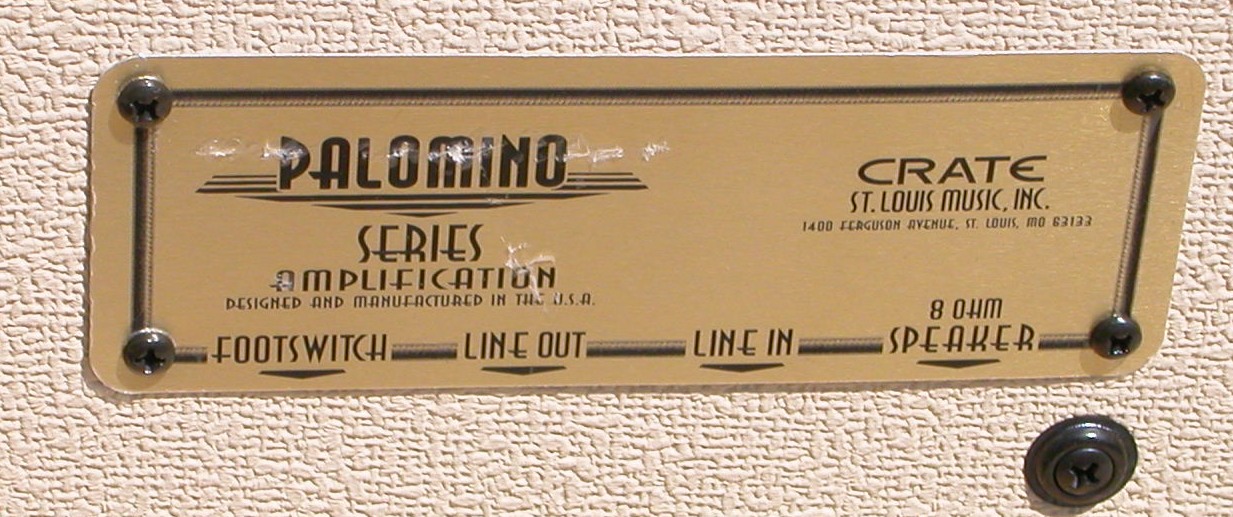 PALOMINO
SERIES
AMPLIFICATION
DESIGNED AND MANUFACTURED IN THE U.S.A.
CRATE
ST. LOUIS MUSIC, INC.
1400 FERGUSON AVENUE, ST. LOUIS, MO 63133
FOOTSWITCH
LINE OUT
LINE IN
8 OHM
SPEAKER